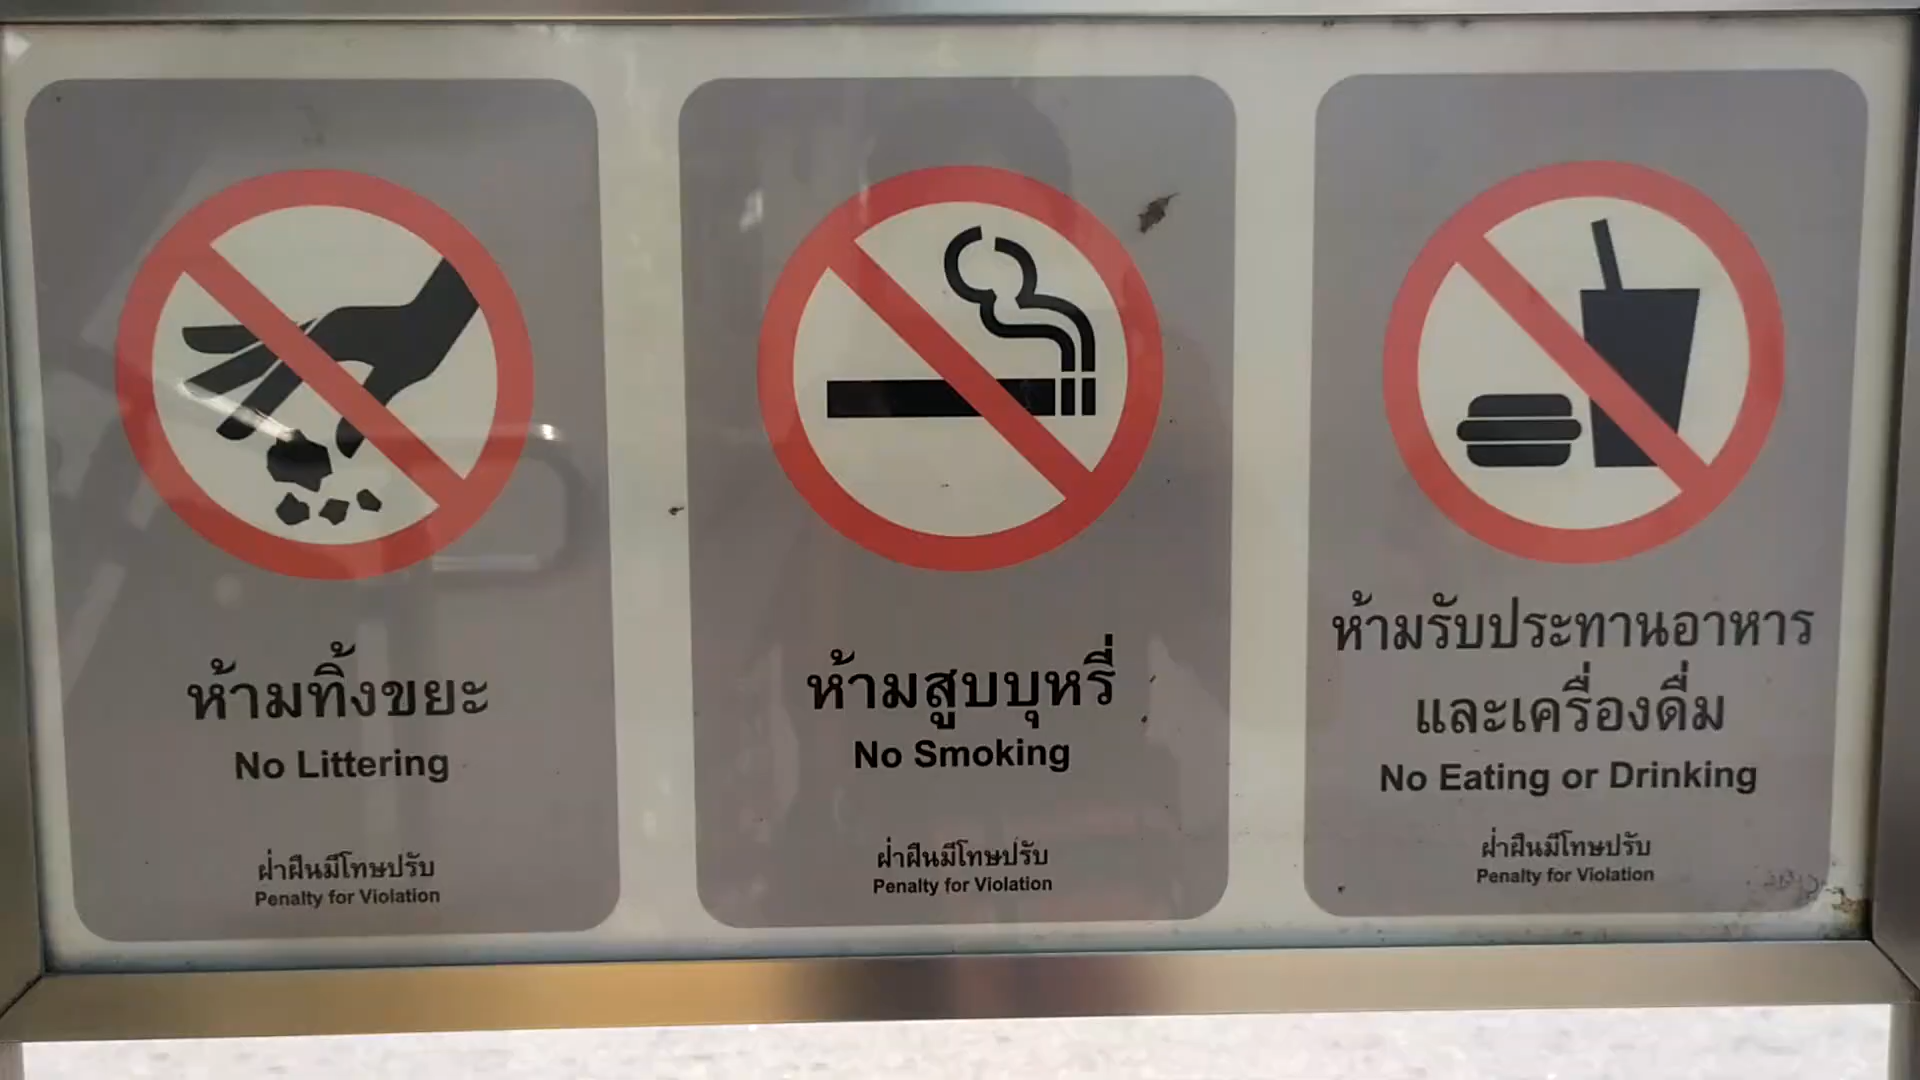 ห้ามทิ้งขยะ
No Littering
ฝ่าฝืนมีโทษปรับ
Penalty for Violation
ห้ามสูบบุหรี่
No Smoking
ฝ่าฝืนมีโทษปรับ
Penalty for Violation
ห้ามรับประทานอาหาร
และเครื่องดื่ม
No Eating or Drinking
ฝ่าฝืนมีโทษปรับ
Penalty for Violation